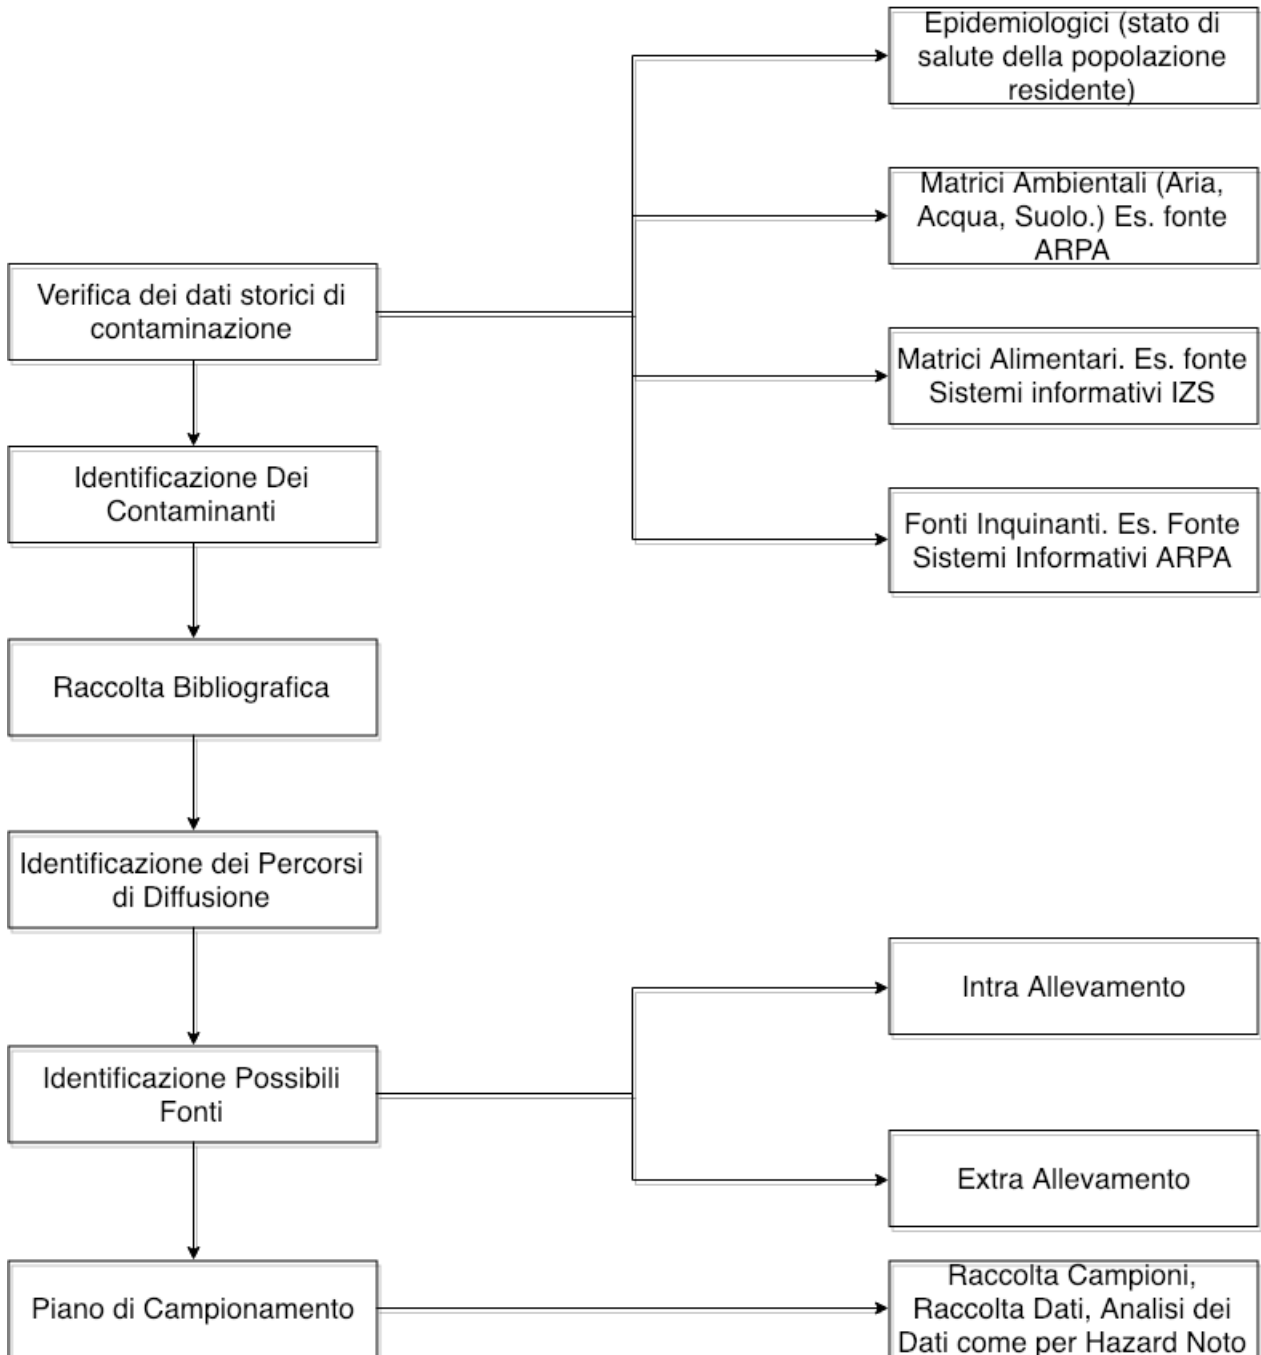 Epidemiologici (stato di
salute della popolazione
residente)
Matrici Ambientali (Aria,
Acqua, Suolo.) Es. fonte
ARPA
Verifica dei dati storici di
contaminazione
Matrici Alimentari. Es. fonte
Sistemi informativi IZS
Identificazione Dei
Contaminanti
Fonti Inquinanti. Es. Fonte
Sistemi Informativi ARPA
Raccolta Bibliografica
Identificazione dei Percorsi
di Diffusione
Intra Allevamento
Identificazione Possibili
Fonti
Extra Allevamento
Piano di Campionamento
Raccolta Campioni,
Raccolta Dati, Analisi dei
Dati come per Hazard Noto